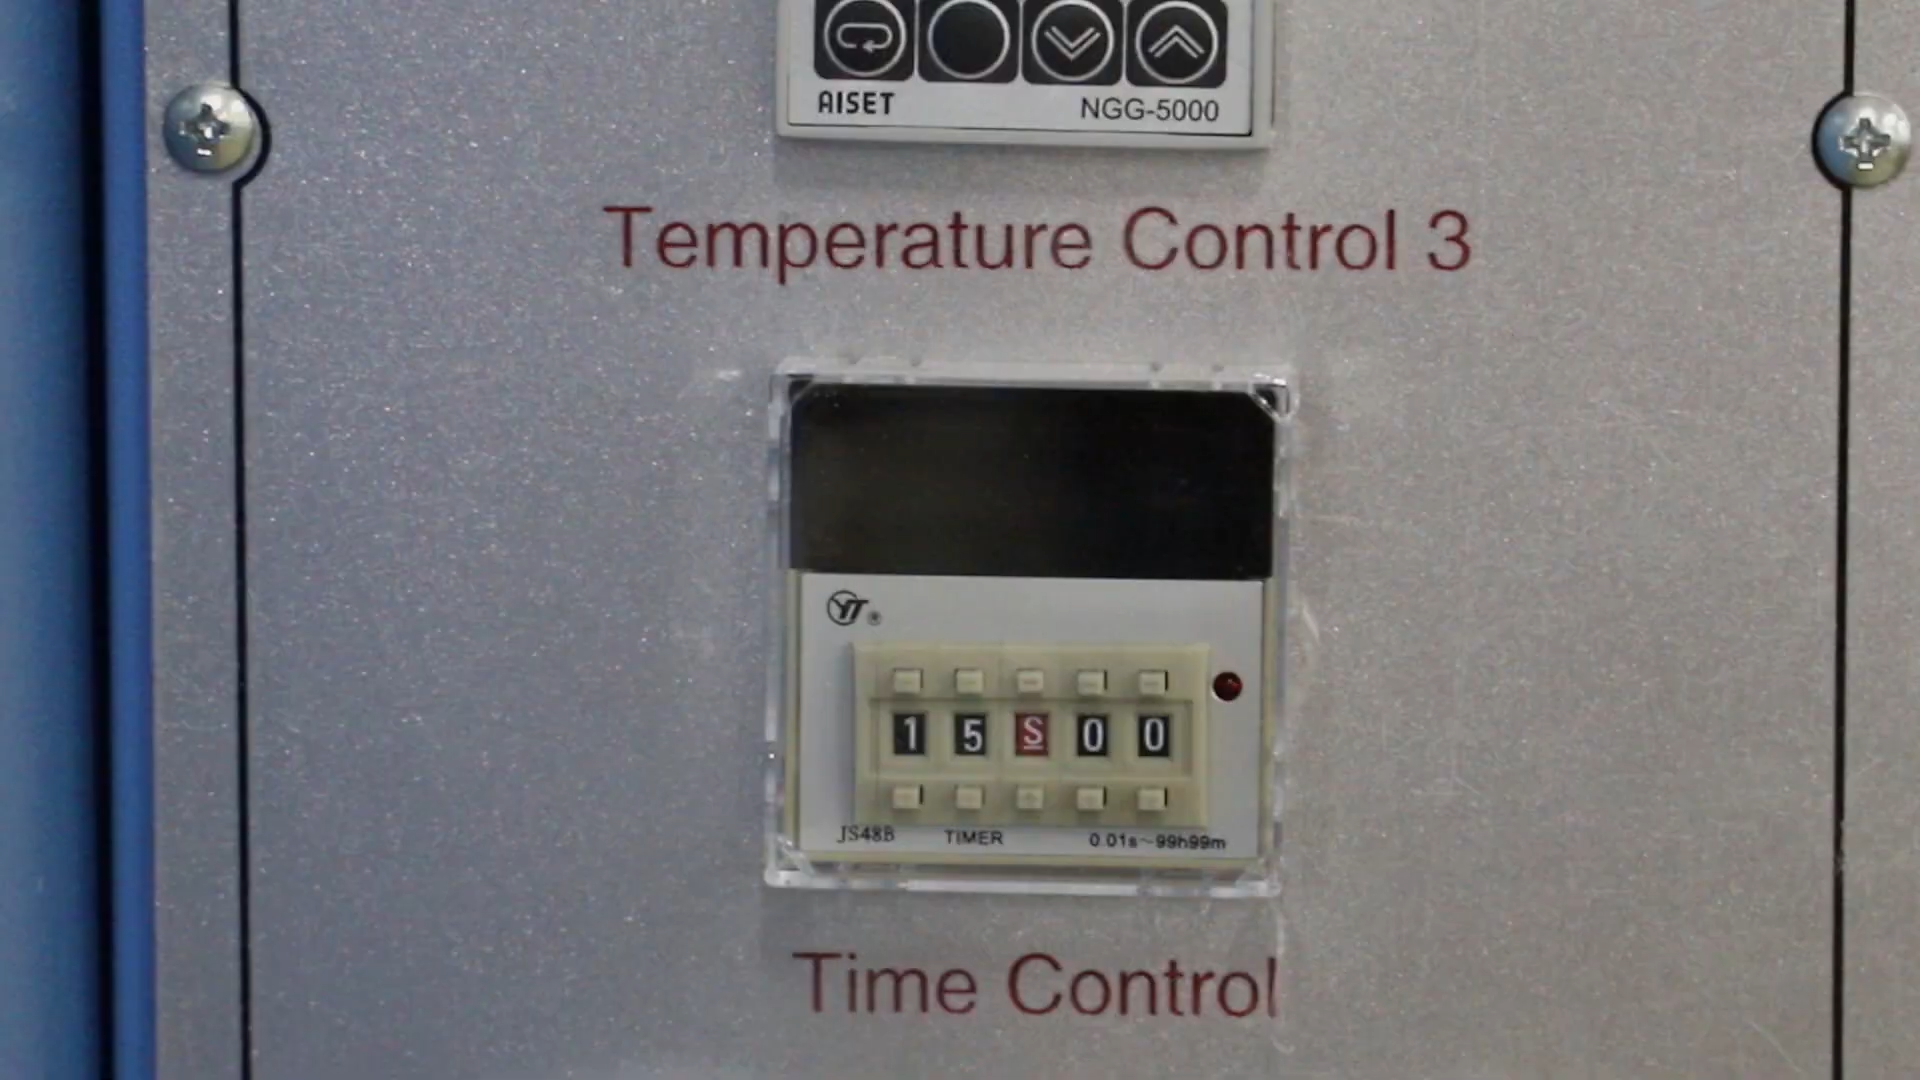 AISET NGG-5000
Temperature Control 3
YT ®
1 5 S 0 0
JS48B TIMER 0.01s~99h99m
Time Control